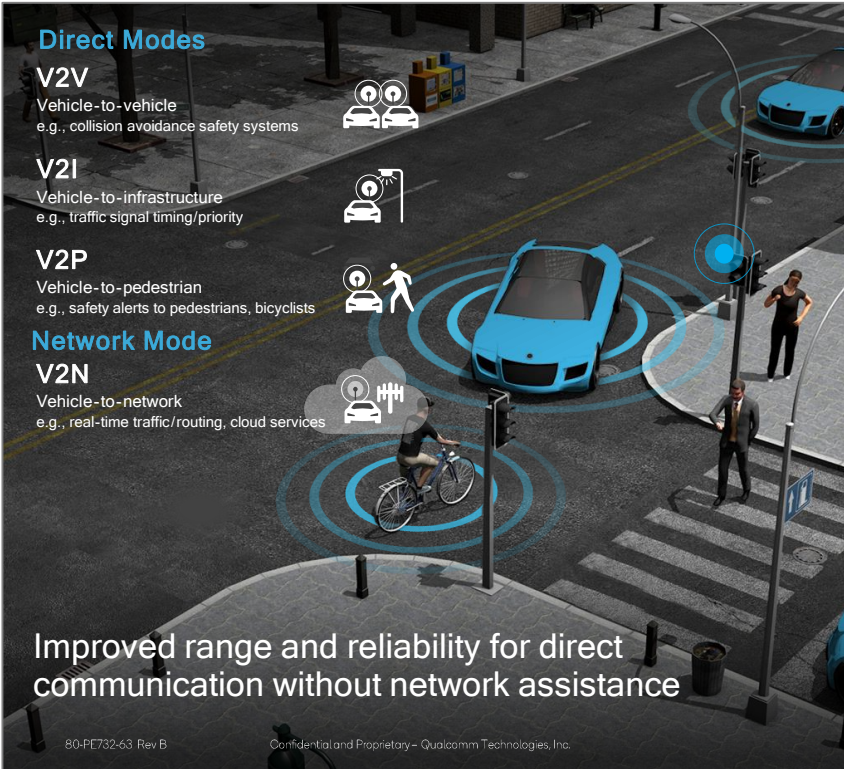 Direct Modes
V2V
Vehicle-to-vehicle
e.g., collision avoidance safety systems
V2I
Vehicle-to-infrastructure
e.g., traffic signal timing/priority
V2P
Vehicle-to-pedestrian
e.g., safety alerts to pedestrians, bicyclists
Network Mode
V2N
Vehicle-to-network
e.g., real-time traffic/routing, cloud services
Improved range and reliability for direct
communication without network assistance
80-PE732-63 Rev B
Confidential and Proprietary – Qualcomm Technologies, Inc.